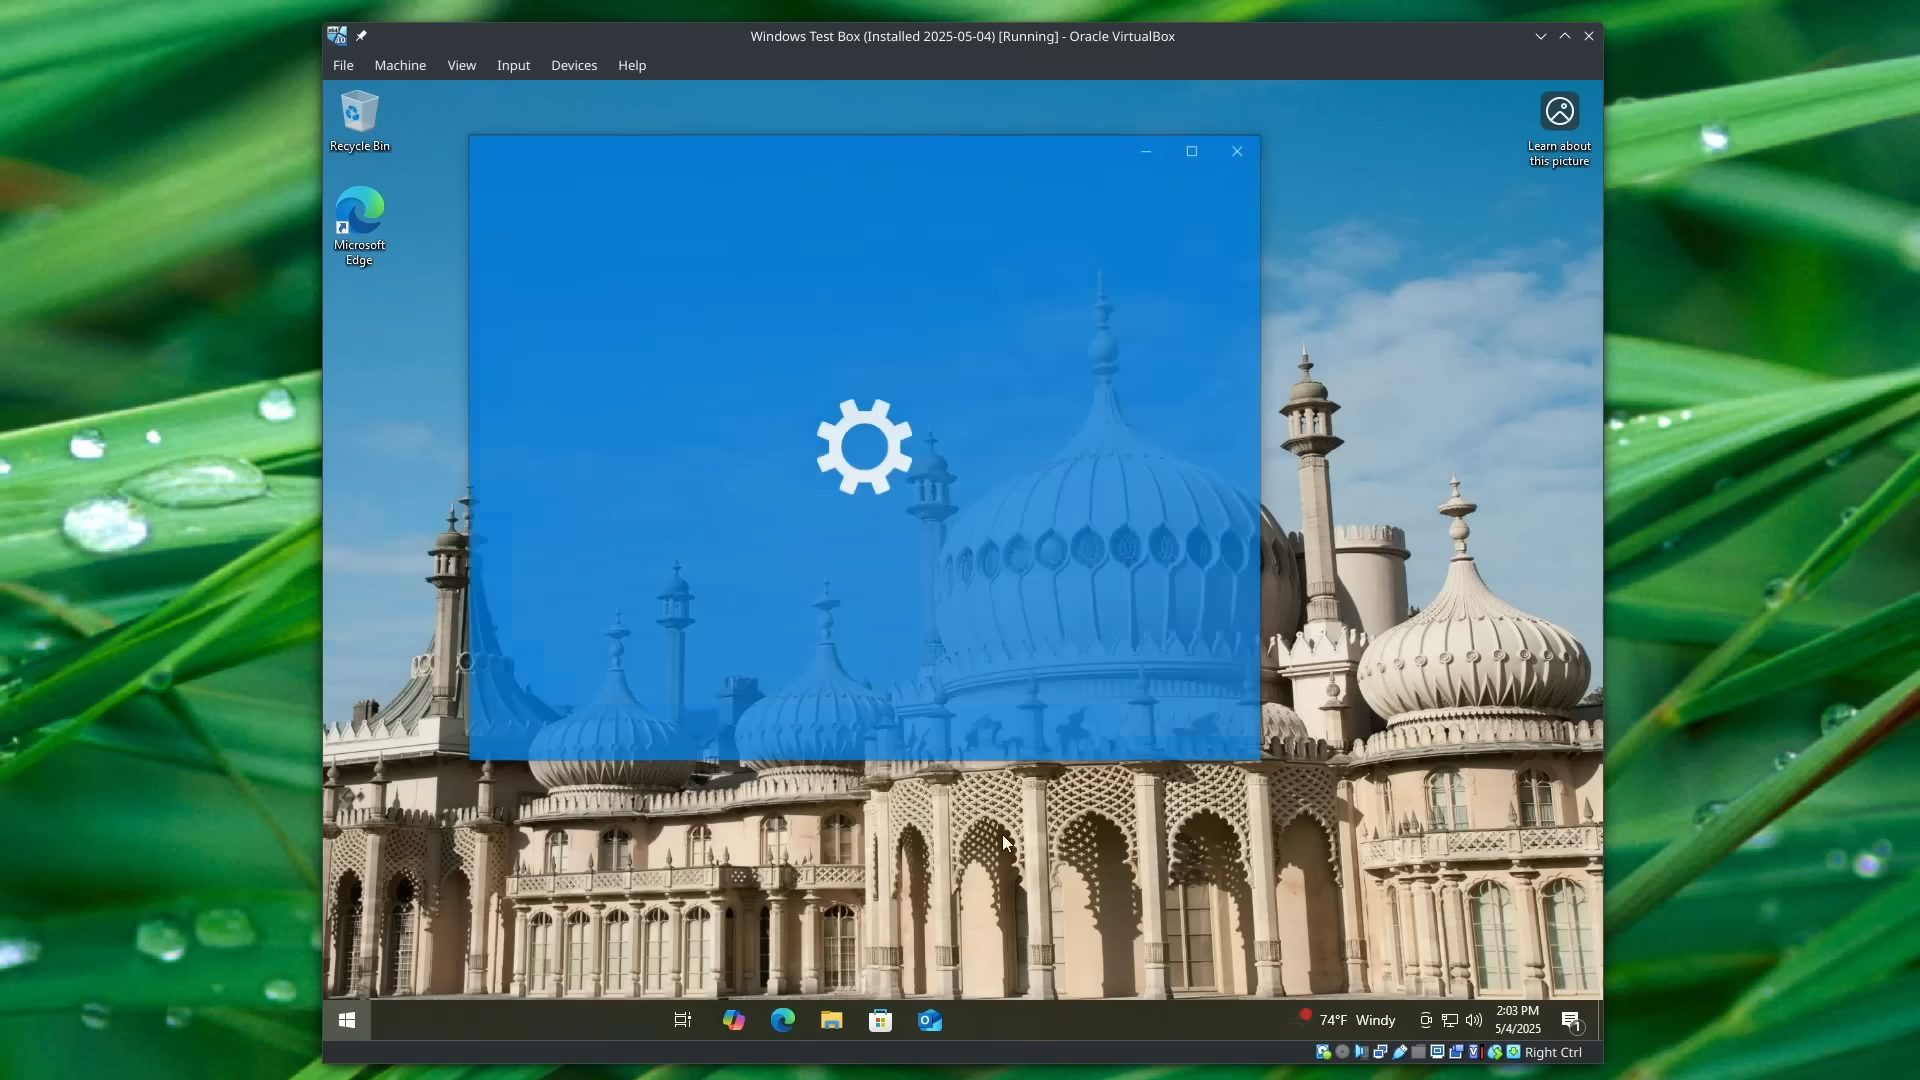 Windows Test Box (Installed 2025-05-04) [Running] - Oracle VirtualBox
File Machine View Input Devices Help
Recycle Bin
Learn about
this picture
Microsoft
Edge
74°F Windy
2:03 PM
5/4/2025
1
Right Ctrl